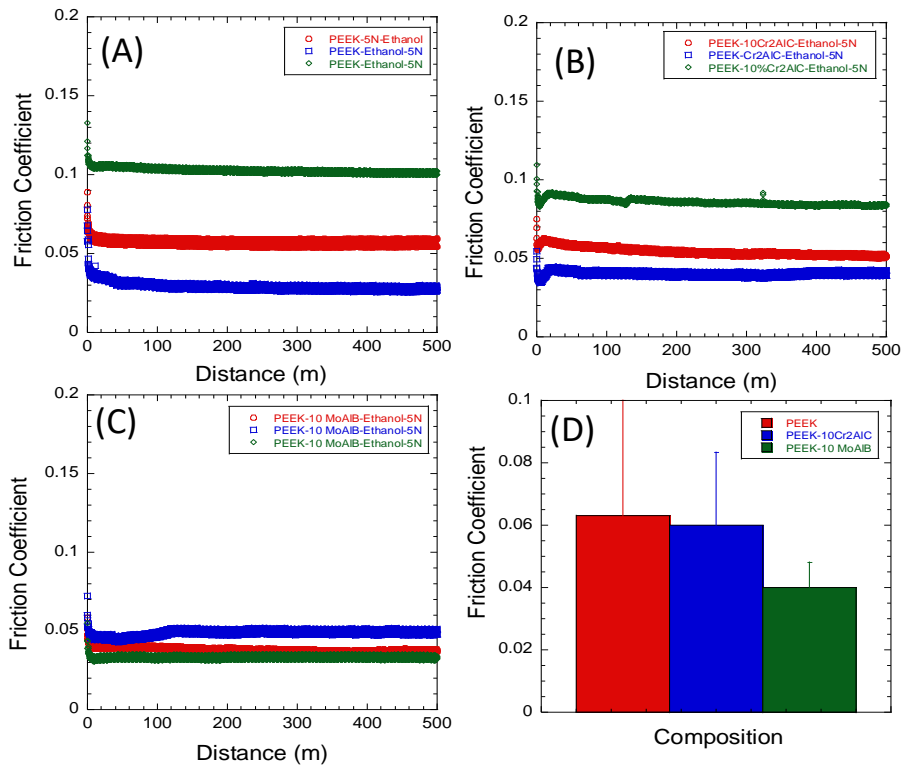 (A)
PEEK-5N-Ethanol
PEEK-Ethanol-5N
PEEK-Ethanol-5N
Friction Coefficient
0.2
0.15
0.1
0.05
0
0 100 200 300 400 500
Distance (m)
(B)
PEEK-10Cr2AlC-Ethanol-5N
PEEK-Cr2AlC-Ethanol-5N
PEEK-10%Cr2AlC-Ethanol-5N
Friction Coefficient
0.2
0.15
0.1
0.05
0
0 100 200 300 400 500
Distance (m)
(C)
PEEK-10 MoAlB-Ethanol-5N
PEEK-10 MoAlB-Ethanol-5N
PEEK-10 MoAlB-Ethanol-5N
Friction Coefficient
0.2
0.15
0.1
0.05
0
0 100 200 300 400 500
Distance (m)
(D)
PEEK
PEEK-10Cr2AlC
PEEK-10 MoAlB
Friction Coefficient
0.1
0.08
0.06
0.04
0.02
0
Composition